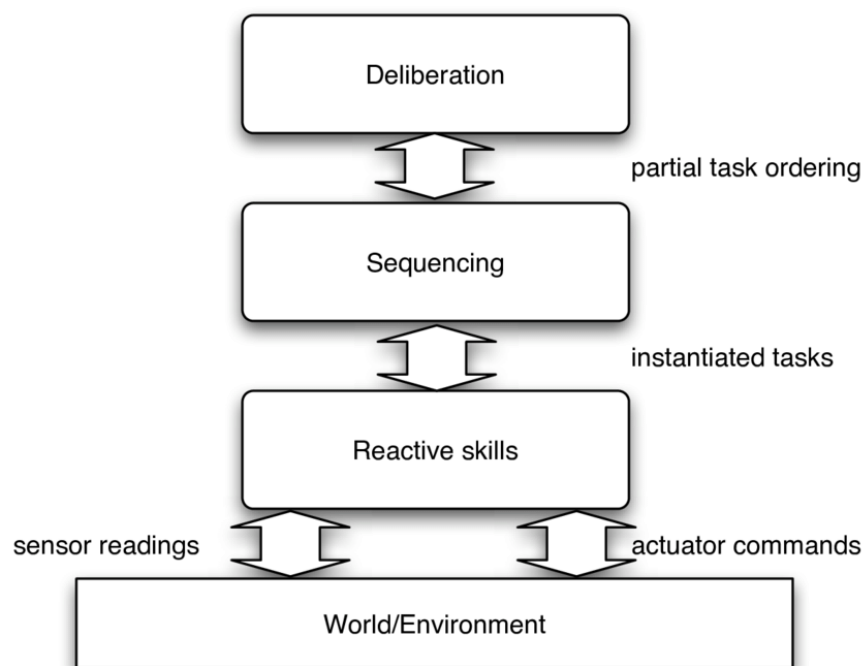 Deliberation
partial task ordering
Sequencing
instantiated tasks
Reactive skills
sensor readings
actuator commands
World/Environment